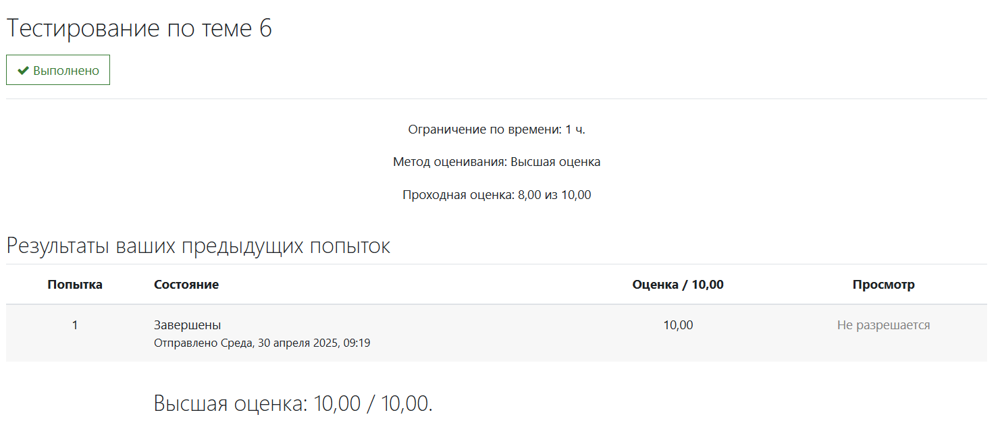 Тестирование по теме 6
Выполнено
Ограничение по времени: 1 ч.
Метод оценивания: Высшая оценка
Проходная оценка: 8,00 из 10,00
Результаты ваших предыдущих попыток
Попытка Состояние Оценка / 10,00 Просмотр
1 Завершены 10,00 Не разрешается
Отправлено Среда, 30 апреля 2025, 09:19
Высшая оценка: 10,00 / 10,00.